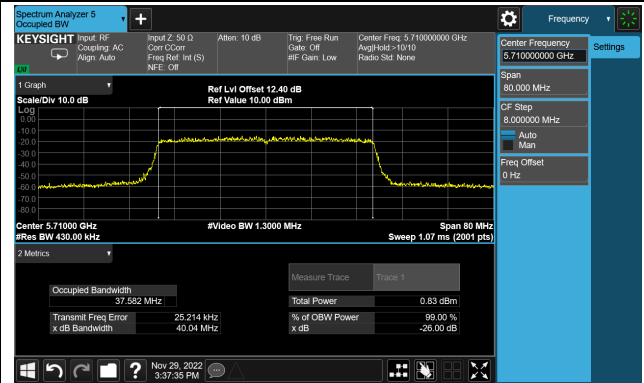 Spectrum Analyzer 5
Occupied BW
Frequency
KEYSIGHT
Input: RF
Coupling: AC
Align: Auto
Input Z: 50 Ω
Corr CCorr
Freq Ref: Int (S)
NFE: Off
Atten: 10 dB
Trig: Free Run
Gate: Off
#IF Gain: Low
Center Freq: 5.710000000 GHz
Avg|Hold:>10/10
Radio Std: None
LXI
Center Frequency
5.710000000 GHz
Settings
Span
80.000 MHz
CF Step
8.000000 MHz
Auto
Man
Freq Offset
0 Hz
1 Graph
Scale/Div 10.0 dB
Ref Lvl Offset 12.40 dB
Ref Value 10.00 dBm
Log
0.00
-10.0
-20.0
-30.0
-40.0
-50.0
-60.0
-70.0
-80.0
Center 5.71000 GHz
#Video BW 1.3000 MHz
Span 80 MHz
#Res BW 430.00 kHz
Sweep 1.07 ms (2001 pts)
2 Metrics
Measure Trace
Trace 1
Occupied Bandwidth
37.582 MHz
Total Power
0.83 dBm
Transmit Freq Error
25.214 kHz
% of OBW Power
99.00 %
x dB Bandwidth
40.04 MHz
x dB
-26.00 dB
?
Nov 29, 2022
3:37:35 PM